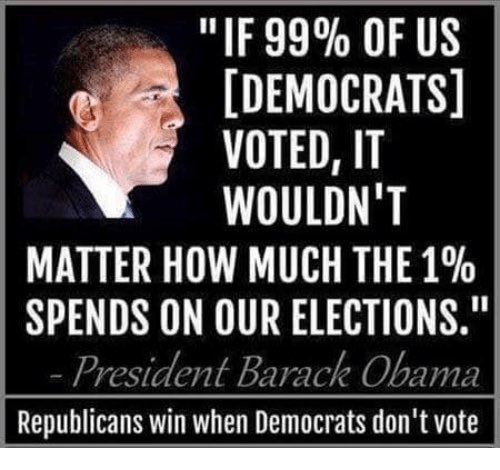 "IF 99% OF US
[DEMOCRATS]
VOTED, IT
WOULDN'T
MATTER HOW MUCH THE 1%
SPENDS ON OUR ELECTIONS."
- President Barack Obama
Republicans win when Democrats don't vote